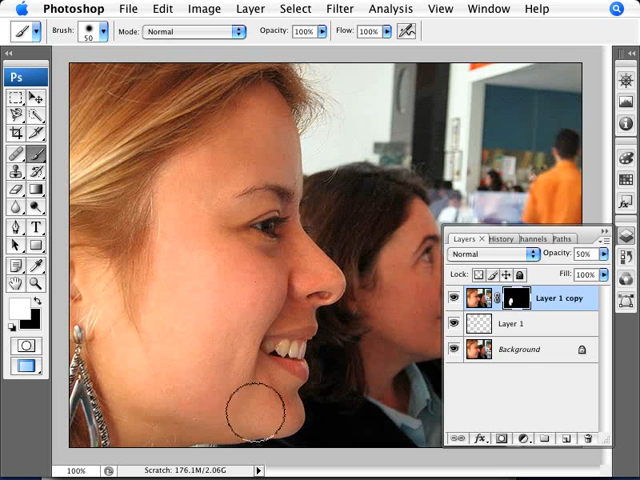 Photoshop File Edit Image Layer Select Filter Analysis View Window Help
Brush: 50 Mode: Normal Opacity: 100% Flow: 100%
Ps
T
Layers × History hannels Paths
Normal Opacity: 50%
Lock: Fill: 100%
Layer 1 copy
Layer 1
Background
fx
100% Scratch: 176.1M/2.06G